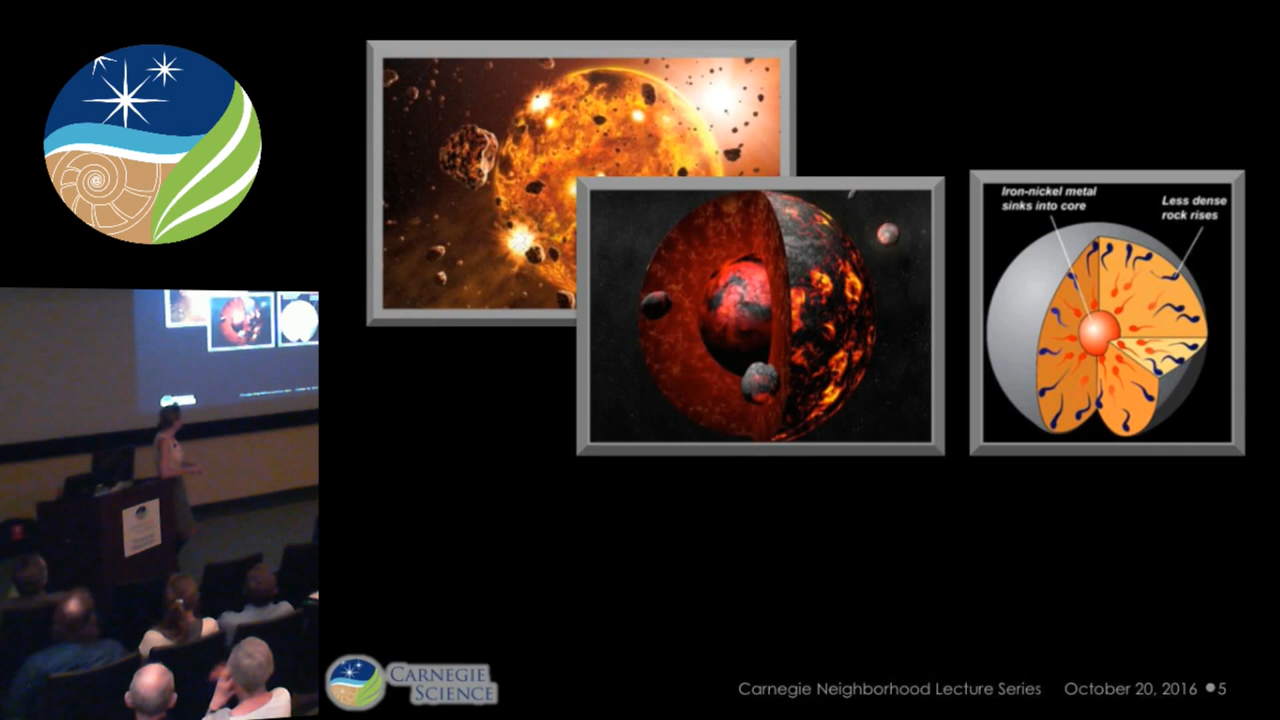 Iron-nickel metal
sinks into core
Less dense
rock rises
CARNEGIE
SCIENCE
Carnegie Neighborhood Lecture Series October 20, 2016 5